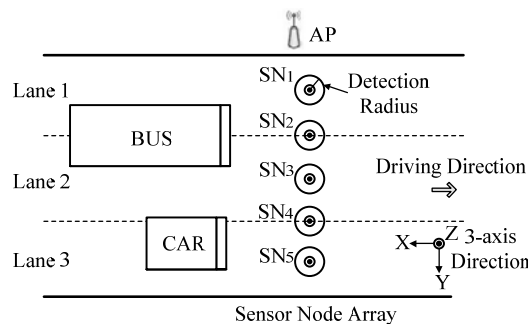 AP
Lane 1
SN1
Detection
Radius
SN2
BUS
SN3
Lane 2
Driving Direction
SN4
CAR
Z 3-axis
X
Direction
Lane 3
SN5
Y
Sensor Node Array